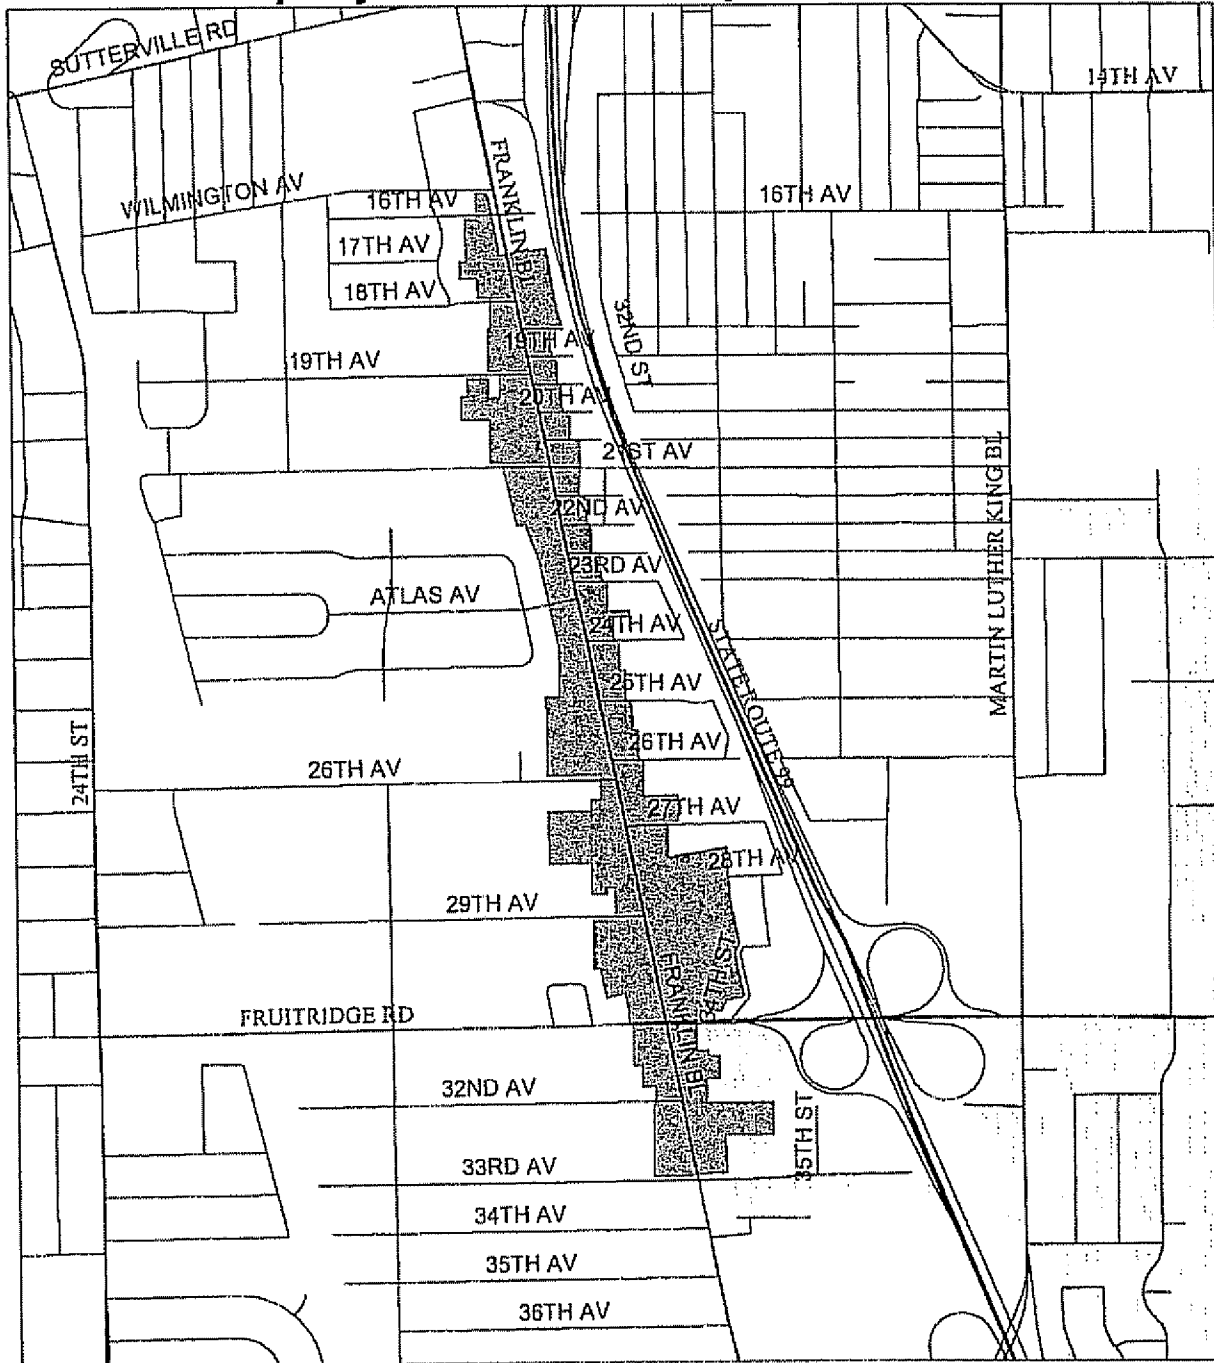 SUTTERVILLE RD
14TH AV
FRANKLIN BL
WILMINGTON AV
16TH AV
16TH AV
17TH AV
18TH AV
32ND ST
19TH AV
19TH AV
20TH AV
21ST AV
MARTIN LUTHER KING BL
22ND AV
23RD AV
ATLAS AV
24TH AV
STATE ROUTE 99
25TH AV
24TH ST
26TH AV
26TH AV
27TH AV
28TH AV
29TH AV
34TH ST
FRANKLIN BL
FRUITRIDGE RD
32ND AV
35TH ST
33RD AV
34TH AV
35TH AV
36TH AV